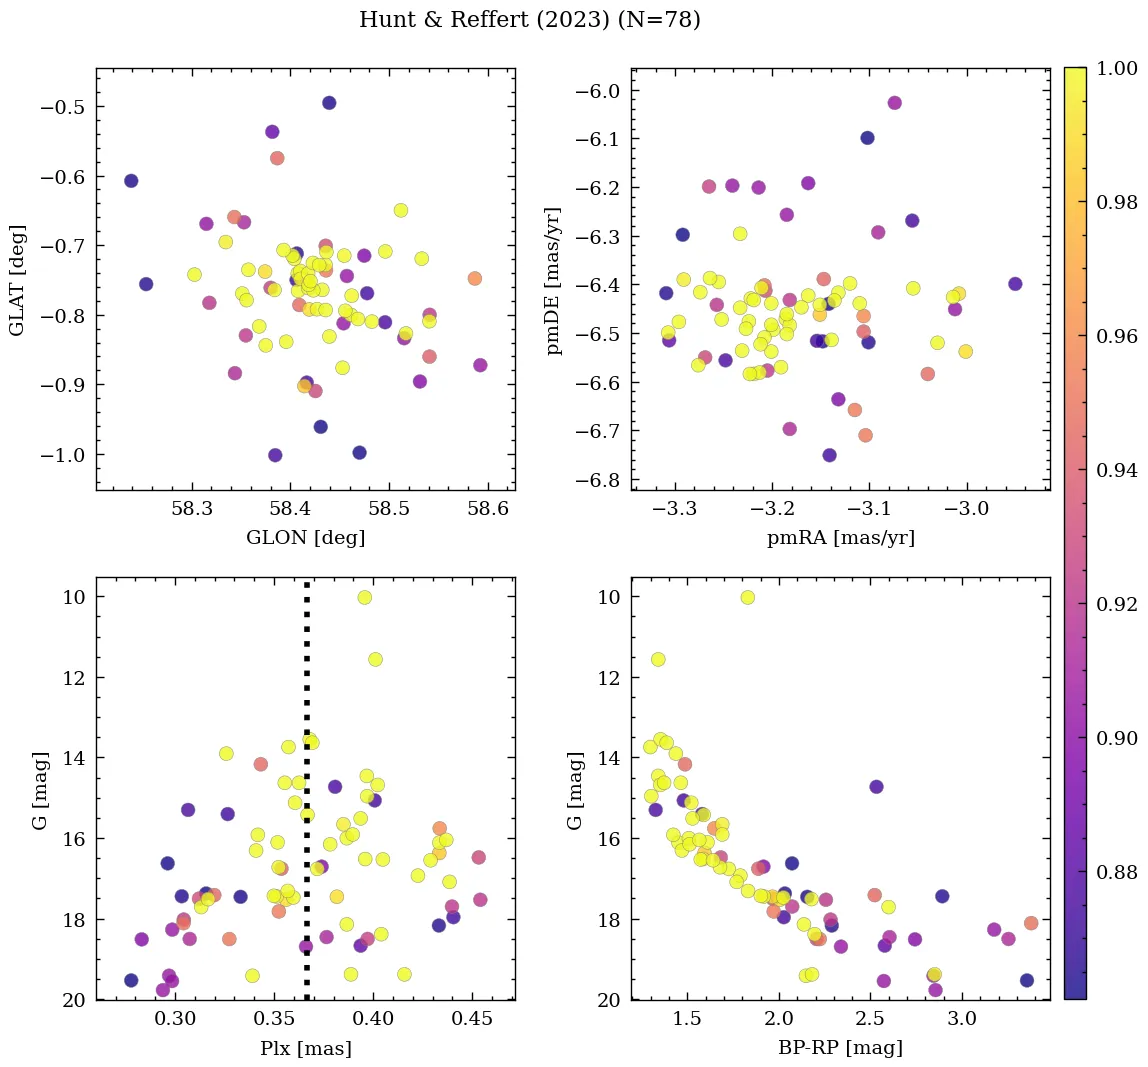 Hunt & Reffert (2023) (N=78)
−0.5
−0.6
−0.7
−0.8
−0.9
−1.0
GLAT [deg]
58.3 58.4 58.5 58.6
GLON [deg]
−6.0
−6.1
−6.2
−6.3
−6.4
−6.5
−6.6
−6.7
−6.8
pmDE [mas/yr]
−3.3 −3.2 −3.1 −3.0
pmRA [mas/yr]
10
12
14
16
18
20
G [mag]
0.30 0.35 0.40 0.45
Plx [mas]
10
12
14
16
18
20
G [mag]
1.5 2.0 2.5 3.0
BP-RP [mag]
1.00
0.98
0.96
0.94
0.92
0.90
0.88